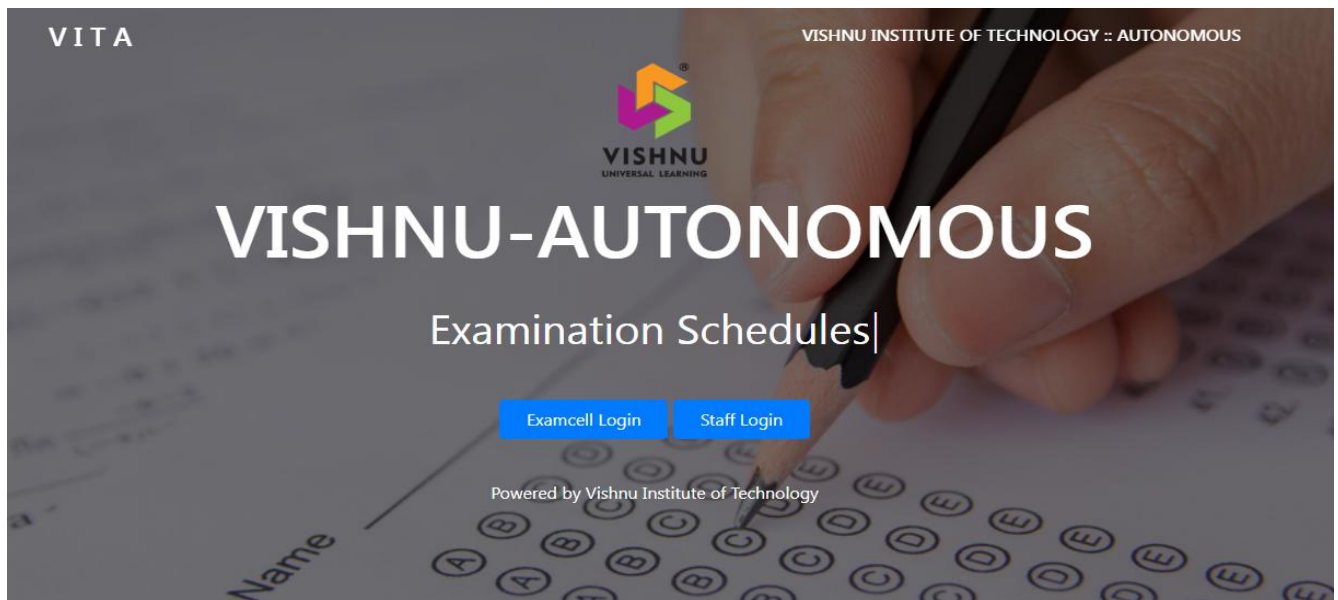 V I T A
VISHNU INSTITUTE OF TECHNOLOGY :: AUTONOMOUS
®
VISHNU
UNIVERSAL LEARNING
VISHNU-AUTONOMOUS
Examination Schedules|
Examcell Login
Staff Login
Powered by Vishnu Institute of Technology
Name